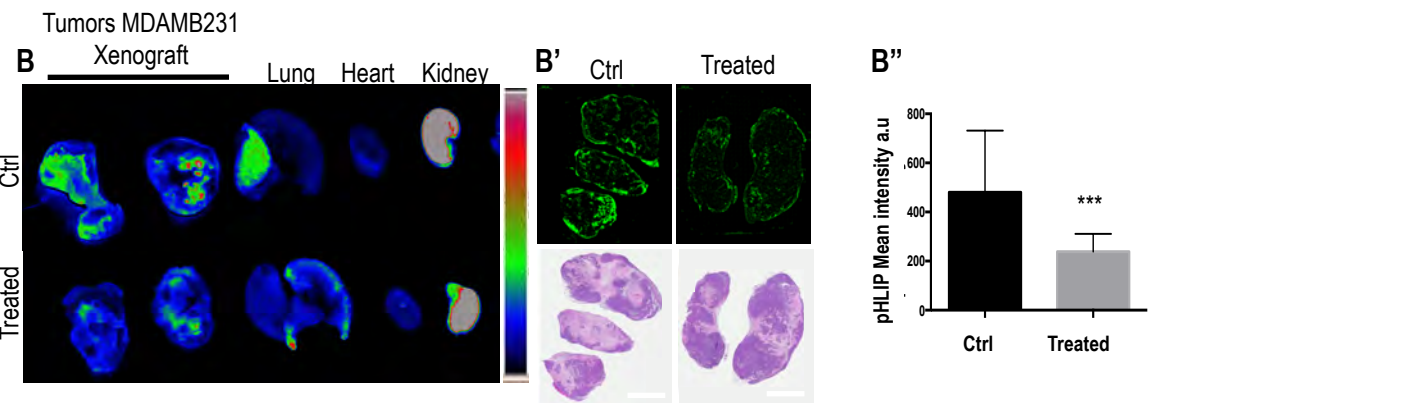 Tumors MDAMB231
Xenograft
B
Lung
Heart
Kidney
Ctrl
Treated
B’
Ctrl
Treated
B”
pHLIP Mean intensity a.u
800
600
400
200
0
***
Ctrl
Treated